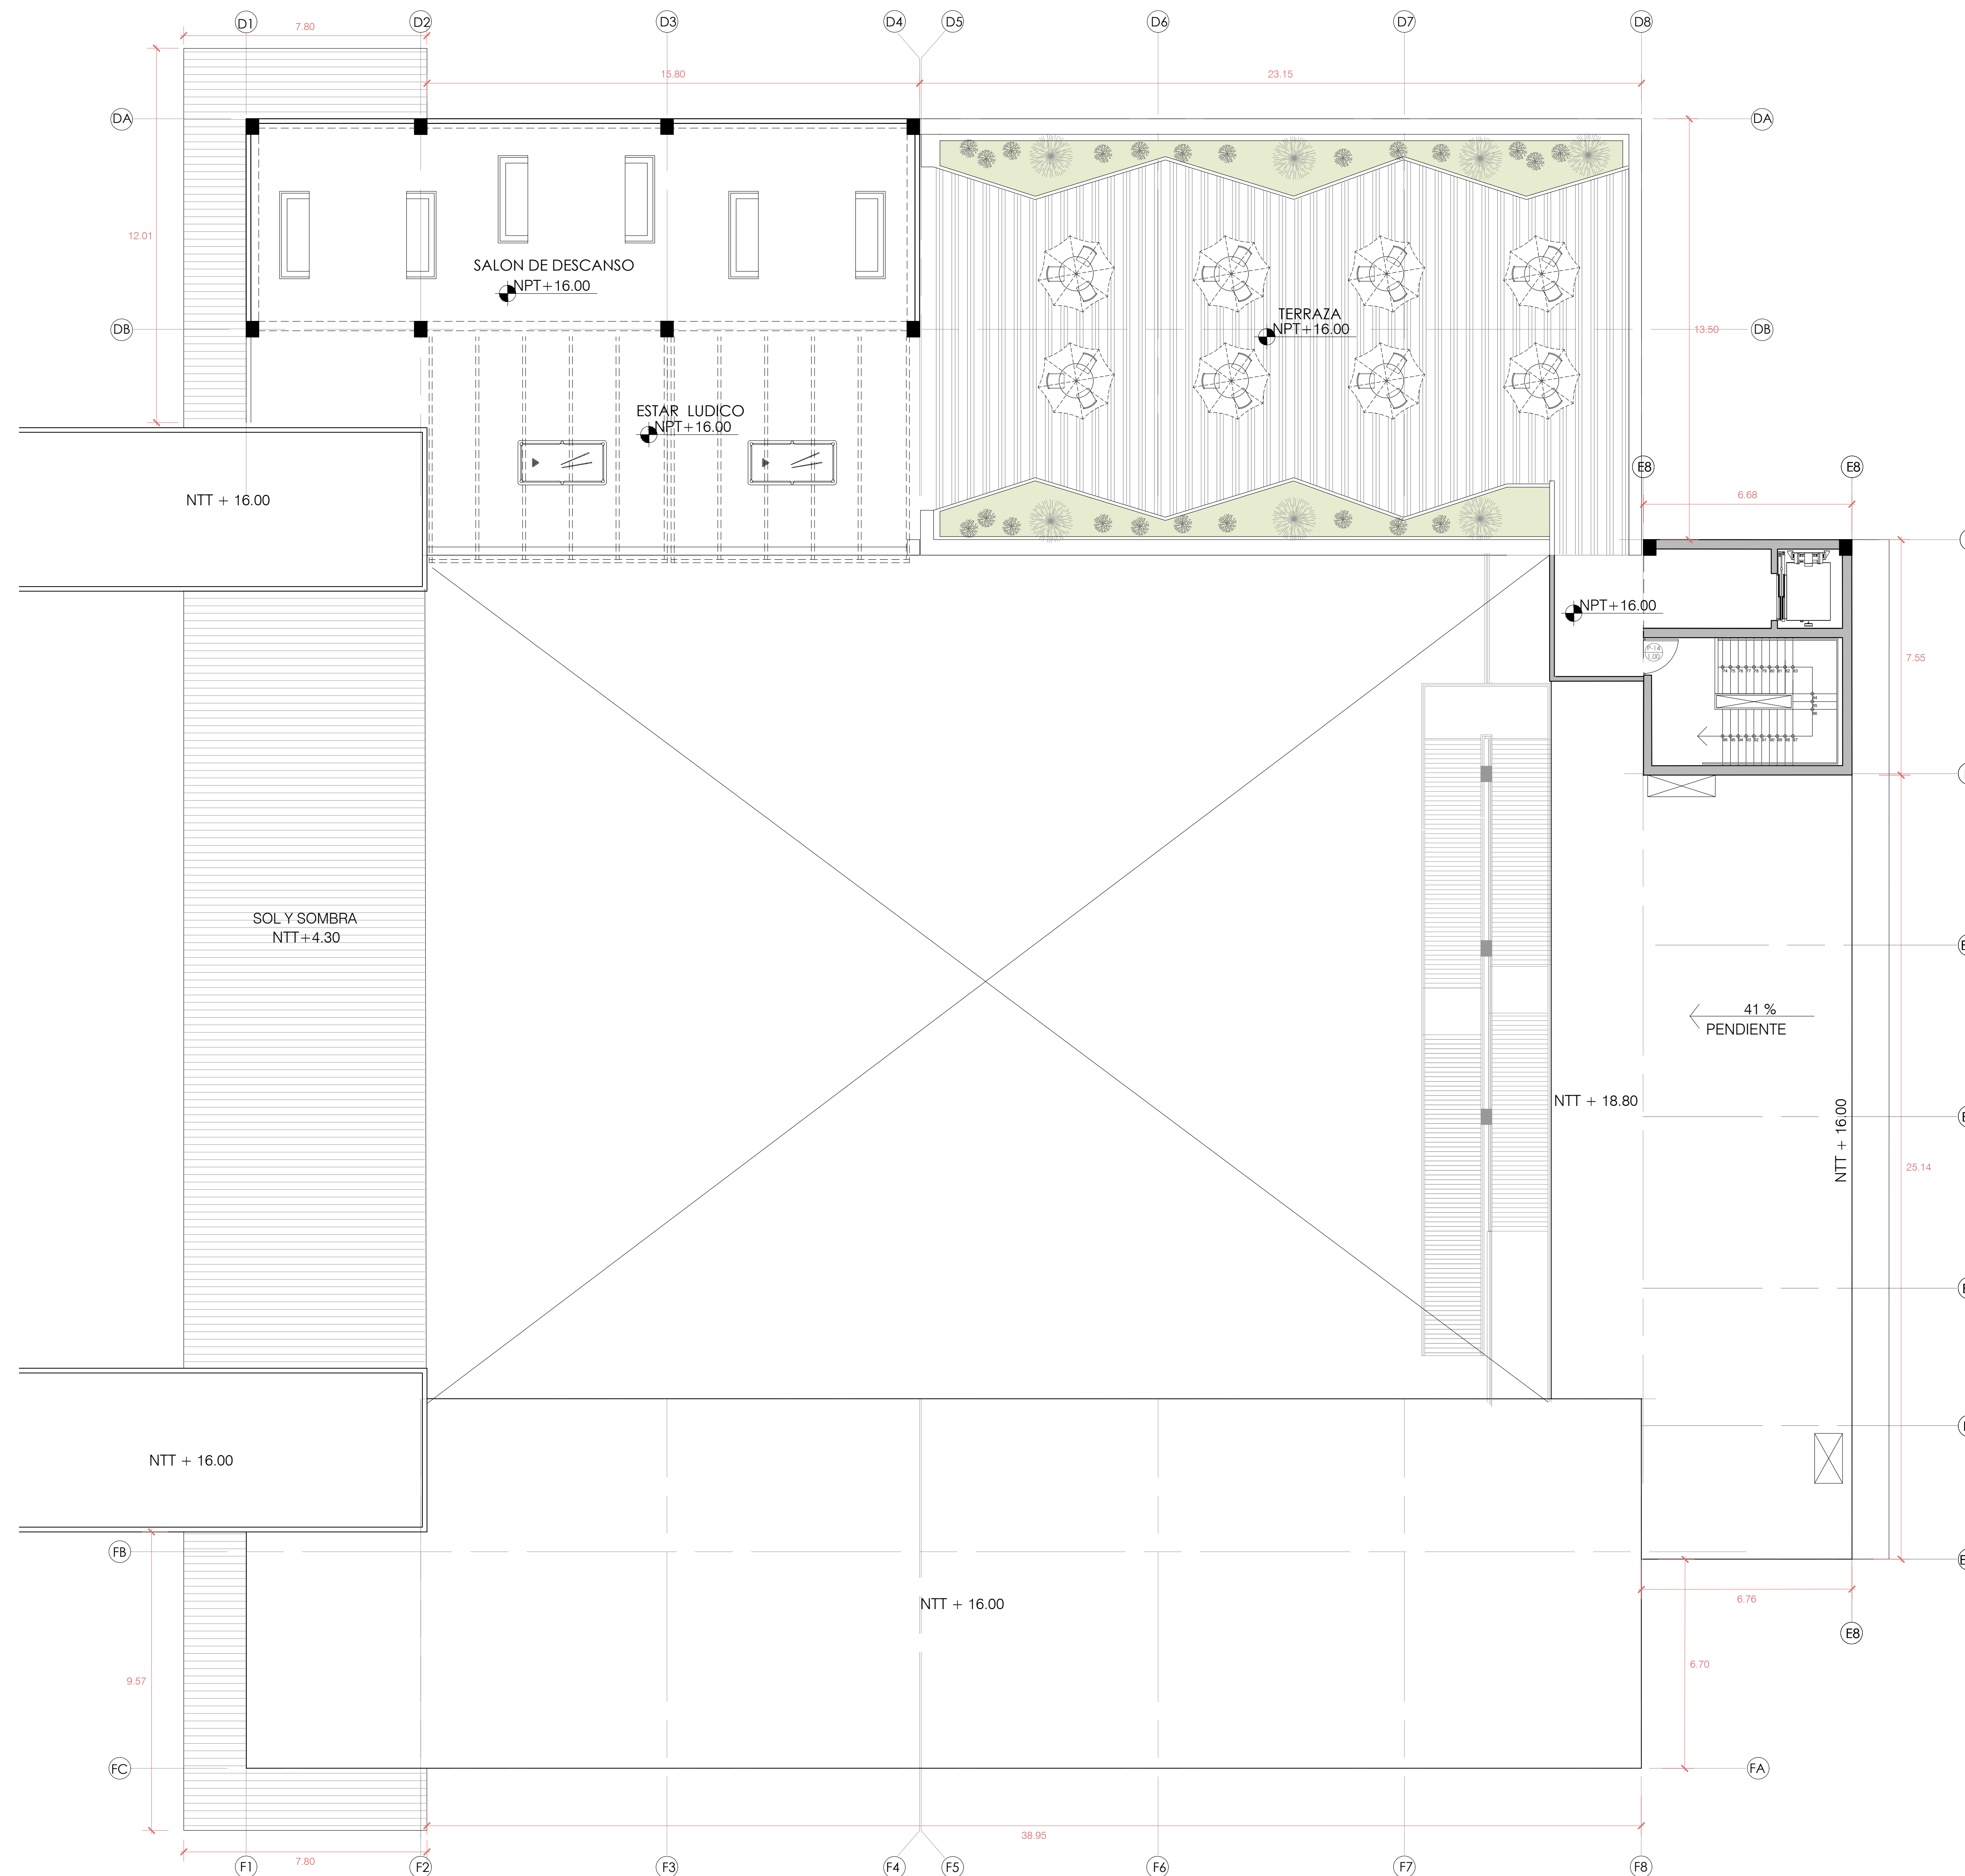 D1
D2
D3
D4
D5
D6
D7
D8
7.80
15.80
23.15
DA
DA
12.01
SALON DE DESCANSO
NPT+16.00
TERRAZA
NPT+16.00
DB
DB
13.50
ESTAR LUDICO
NPT+16.00
E8
E8
6.68
NTT + 16.00
NPT+16.00
P-14
1.00
7.55
SOL Y SOMBRA
NTT+4.30
41 %
PENDIENTE
NTT + 18.80
NTT + 16.00
25.14
NTT + 16.00
FB
NTT + 16.00
6.76
E8
6.70
9.57
FC
FA
38.95
7.80
F1
F2
F3
F4
F5
F6
F7
F8